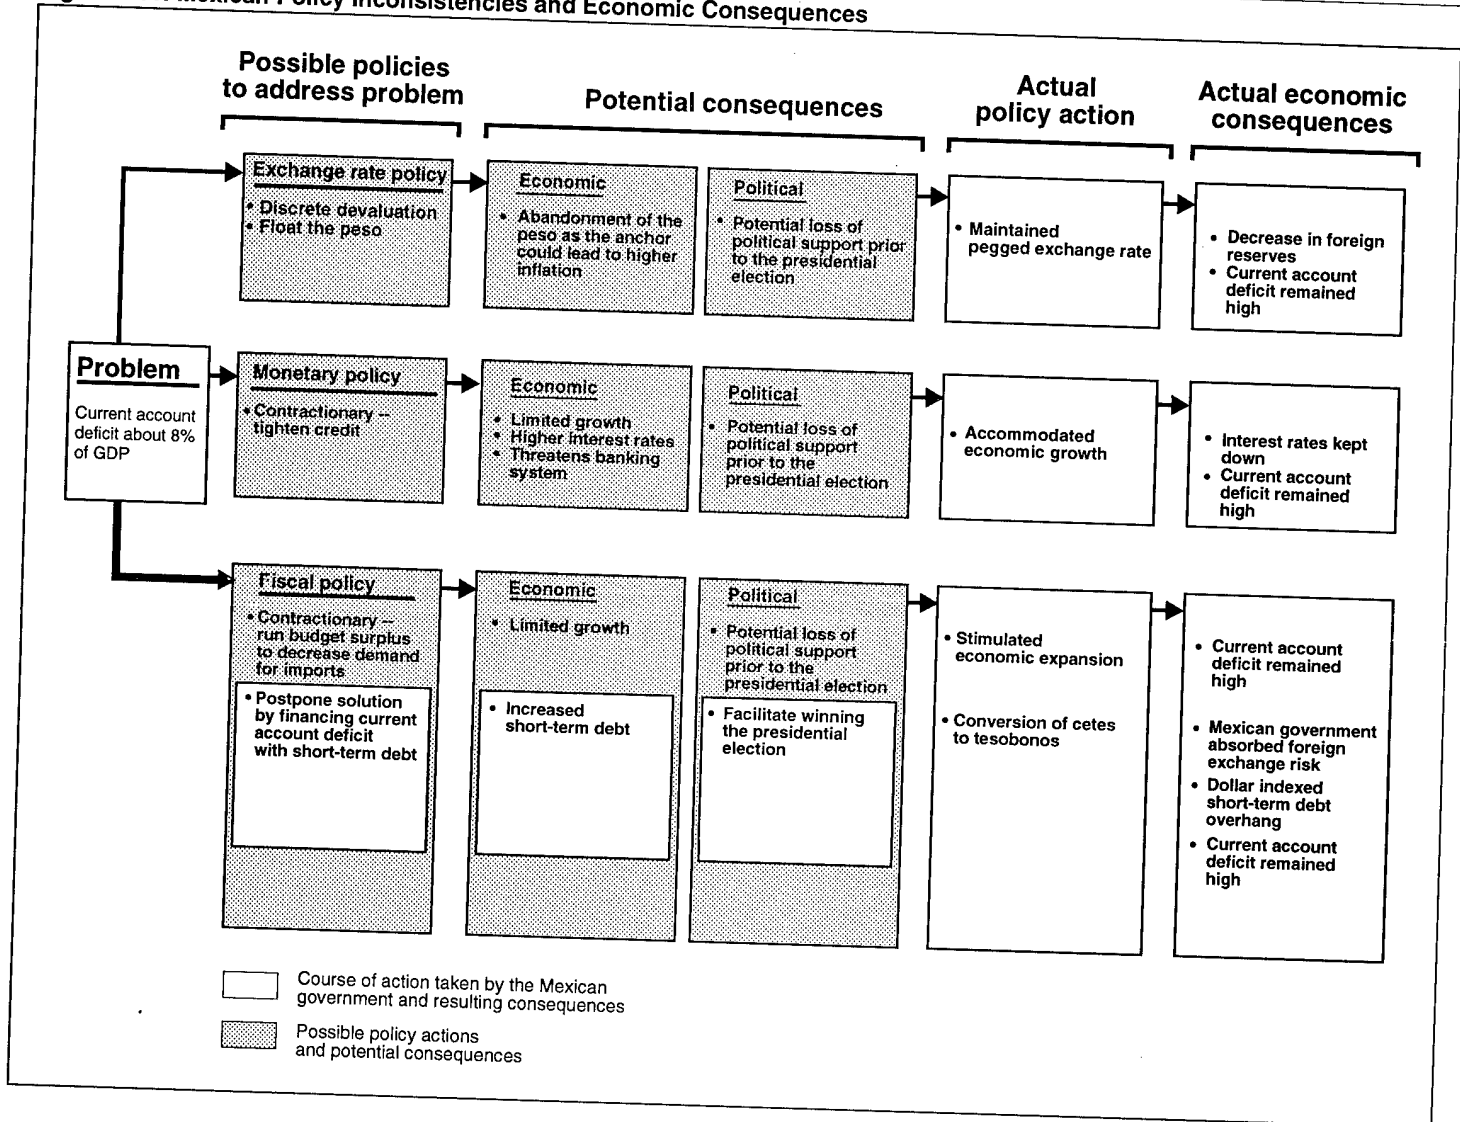 Mexican Policy Inconsistencies and Economic Consequences
Possible policies
to address problem
Potential consequences
Actual
policy action
Actual economic
consequences
Exchange rate policy
• Discrete devaluation
• Float the peso
Economic
• Abandonment of the
peso as the anchor
could lead to higher
inflation
Political
• Potential loss of
political support prior
to the presidential
election
• Maintained
pegged exchange rate
• Decrease in foreign
reserves
• Current account
deficit remained
high
Problem
Current account
deficit about 8%
of GDP
Monetary policy
• Contractionary --
tighten credit
Economic
• Limited growth
• Higher interest rates
• Threatens banking
system
Political
• Potential loss of
political support
prior to the
presidential election
• Accommodated
economic growth
• Interest rates kept
down
• Current account
deficit remained
high
Fiscal policy
• Contractionary --
run budget surplus
to decrease demand
for imports
• Postpone solution
by financing current
account deficit
with short-term debt
Economic
• Limited growth
• Increased
short-term debt
Political
• Potential loss of
political support
prior to the
presidential election
• Facilitate winning
the presidential
election
• Stimulated
economic expansion
• Conversion of cetes
to tesobonos
• Current account
deficit remained
high
• Mexican government
absorbed foreign
exchange risk
• Dollar indexed
short-term debt
overhang
• Current account
deficit remained
high
Course of action taken by the Mexican
government and resulting consequences
Possible policy actions
and potential consequences